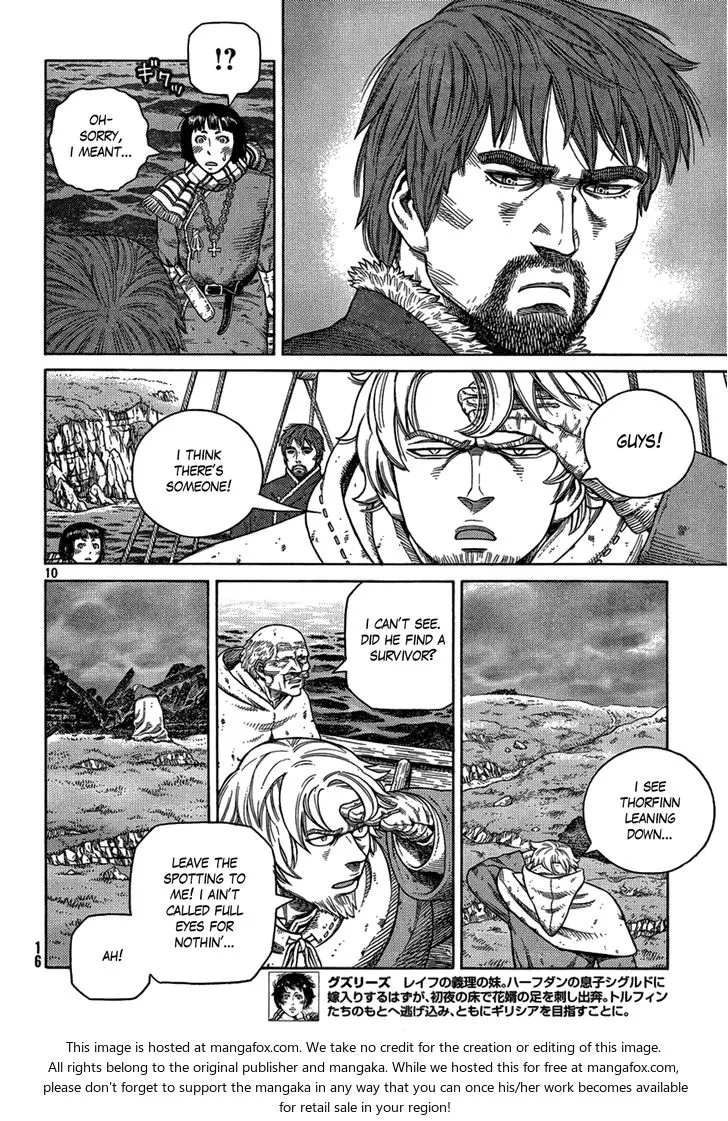 !?
ギクッ
OH-
SORRY,
I MEANT...
GUYS!
I THINK
THERE'S
SOMEONE!
10
I CAN'T SEE.
DID HE FIND A
SURVIVOR?
I SEE
THORFINN
LEANING
DOWN...
LEAVE THE
SPOTTING TO
ME! I AIN'T
CALLED FULL
EYES FOR
NOTHIN'...
AH!
16
グズリーズ レイフの義理の妹。ハーフダンの息子シグルドに
嫁入りするはずが、初夜の床で花婿の足を刺し出奔。トルフィン
たちのもとへ逃げ込み、ともにギリシアを目指すことに。
This image is hosted at mangafox.com. We take no credit for the creation or editing of this image.
All rights belong to the original publisher and mangaka. While we hosted this for free at mangafox.com,
please don't forget to support the mangaka in any way that you can once his/her work becomes available
for retail sale in your region!